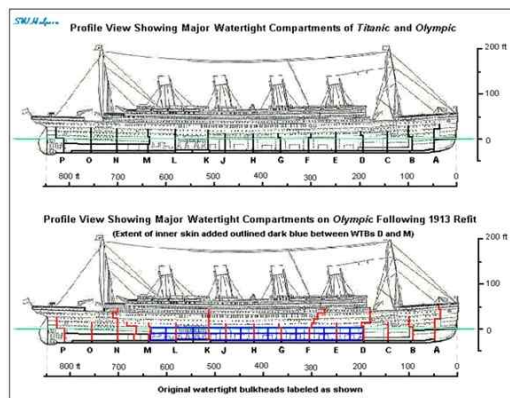 SW Halpern
Profile View Showing Major Watertight Compartments of Titanic and Olympic
200 ft
100
0
P O N M L K J H G F E D C B A
800 ft 700 600 500 400 300 200 100 0
Profile View Showing Major Watertight Compartments on Olympic Following 1913 Refit
(Extent of inner skin added outlined dark blue between WTBs D and M)
200 ft
100
0
P O N M L K J H G F E D C B A
800 ft 700 600 500 400 300 200 100 0
Original watertight bulkheads labeled as shown